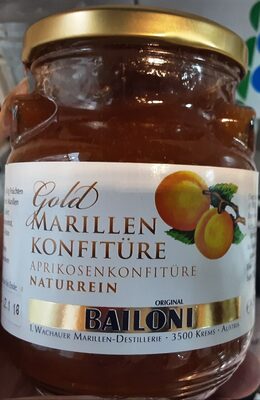 Gold
MARILLEN
KONFITÜRE
APRIKOSENKONFITÜRE
NATURREIN
ORIGINAL
BAILONI
1. WACHAUER MARILLEN-DESTILLERIE · 3500 KREMS · AUSTRIA